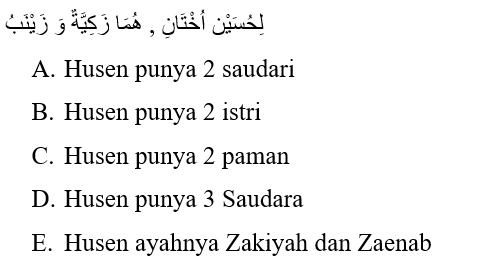 لِحُسَيْن أُخْتَانِ , هُمَا زَكِيَّةٌ وَ زَيْنَبُ
A. Husen punya 2 saudari
B. Husen punya 2 istri
C. Husen punya 2 paman
D. Husen punya 3 Saudara
E. Husen ayahnya Zakiyah dan Zaenab